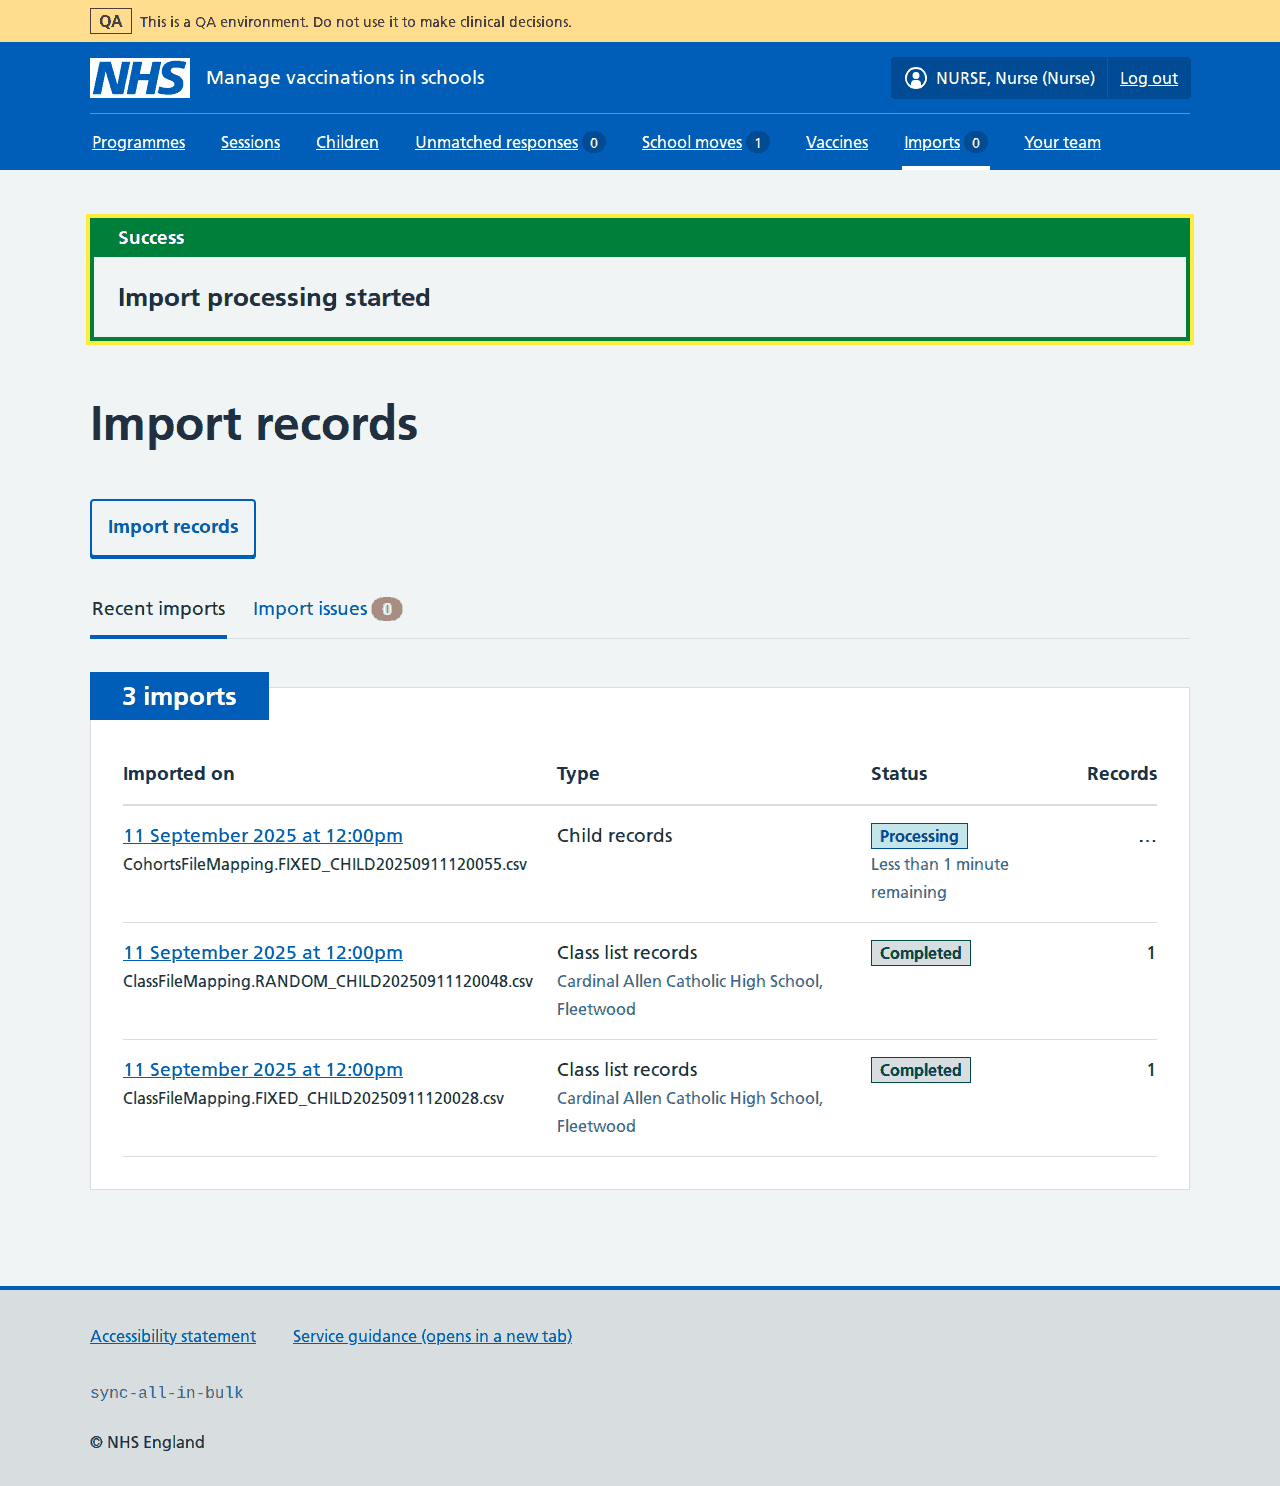 QA This is a QA environment. Do not use it to make clinical decisions.
NHS Manage vaccinations in schools NURSE, Nurse (Nurse) Log out
Programmes Sessions Children Unmatched responses 0 School moves 1 Vaccines Imports 0 Your team
Success
Import processing started
Import records
Import records
Recent imports Import issues 0
3 imports
Imported on Type Status Records
11 September 2025 at 12:00pm Child records Processing ...
CohortsFileMapping.FIXED_CHILD20250911120055.csv Less than 1 minute
remaining
11 September 2025 at 12:00pm Class list records Completed 1
ClassFileMapping.RANDOM_CHILD20250911120048.csv Cardinal Allen Catholic High School,
Fleetwood
11 September 2025 at 12:00pm Class list records Completed 1
ClassFileMapping.FIXED_CHILD20250911120028.csv Cardinal Allen Catholic High School,
Fleetwood
Accessibility statement Service guidance (opens in a new tab)
sync-all-in-bulk
© NHS England